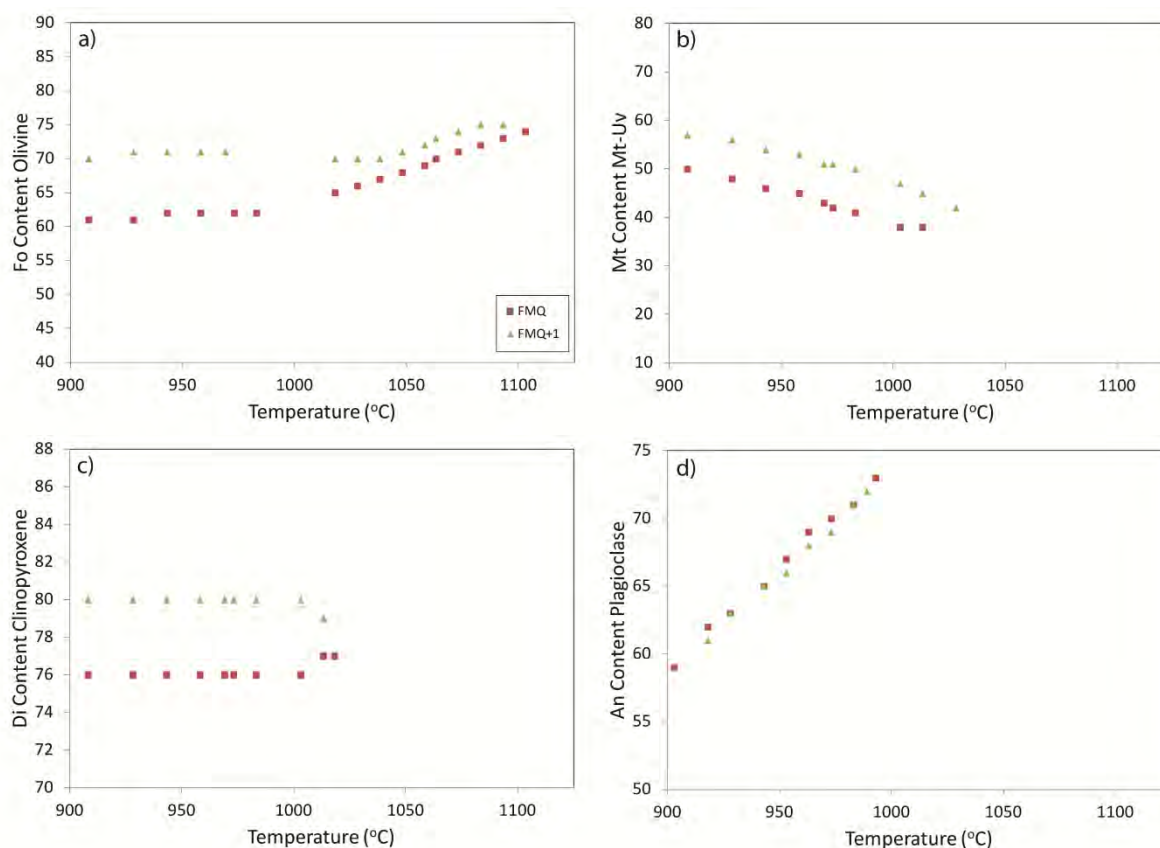 a)
Fo Content Olivine
90
85
80
75
70
65
60
55
50
45
40
900 950 1000 1050 1100
Temperature (°C)
FMQ
FMQ+1
b)
Mt Content Mt-Uv
80
70
60
50
40
30
20
10
900 950 1000 1050 1100
Temperature (°C)
c)
Di Content Clinopyroxene
88
86
84
82
80
78
76
74
72
70
900 950 1000 1050 1100
Temperature (°C)
d)
An Content Plagioclase
75
70
65
60
55
50
900 950 1000 1050 1100
Temperature (°C)